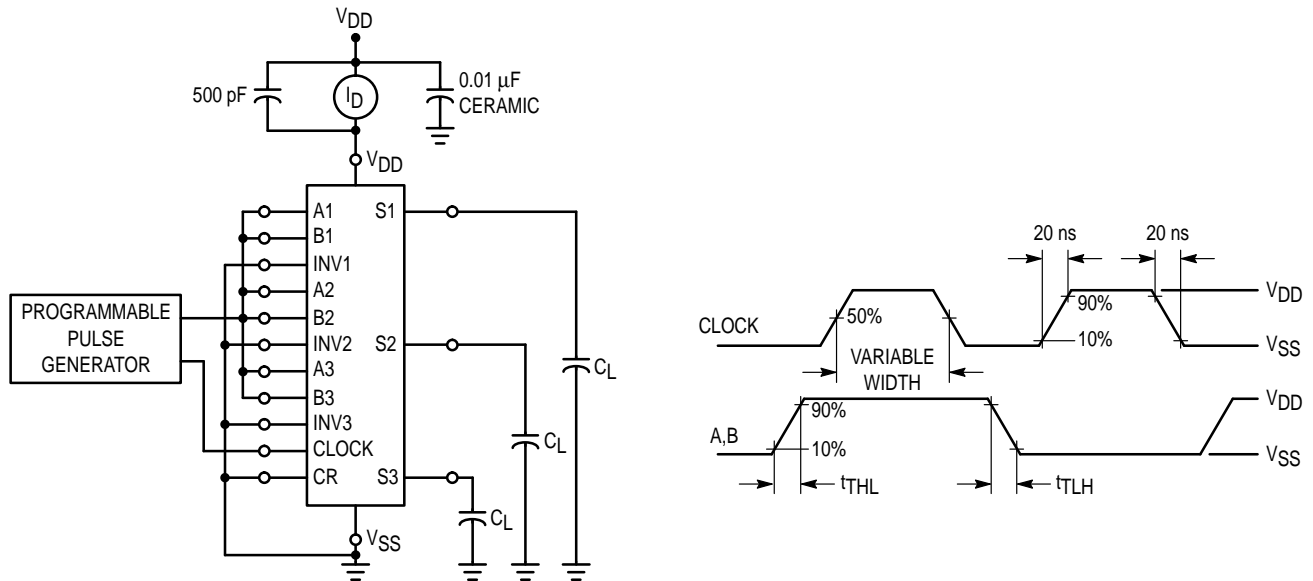 VDD
500 pF
ID
0.01 μF
CERAMIC
VDD
A1
B1
INV1
A2
B2
INV2
A3
B3
INV3
CLOCK
CR
S1
S2
S3
PROGRAMMABLE
PULSE
GENERATOR
CL
CL
CL
VSS
20 ns
20 ns
CLOCK
50%
90%
10%
VDD
VSS
VARIABLE
WIDTH
A,B
90%
10%
VDD
VSS
tTHL
tTLH